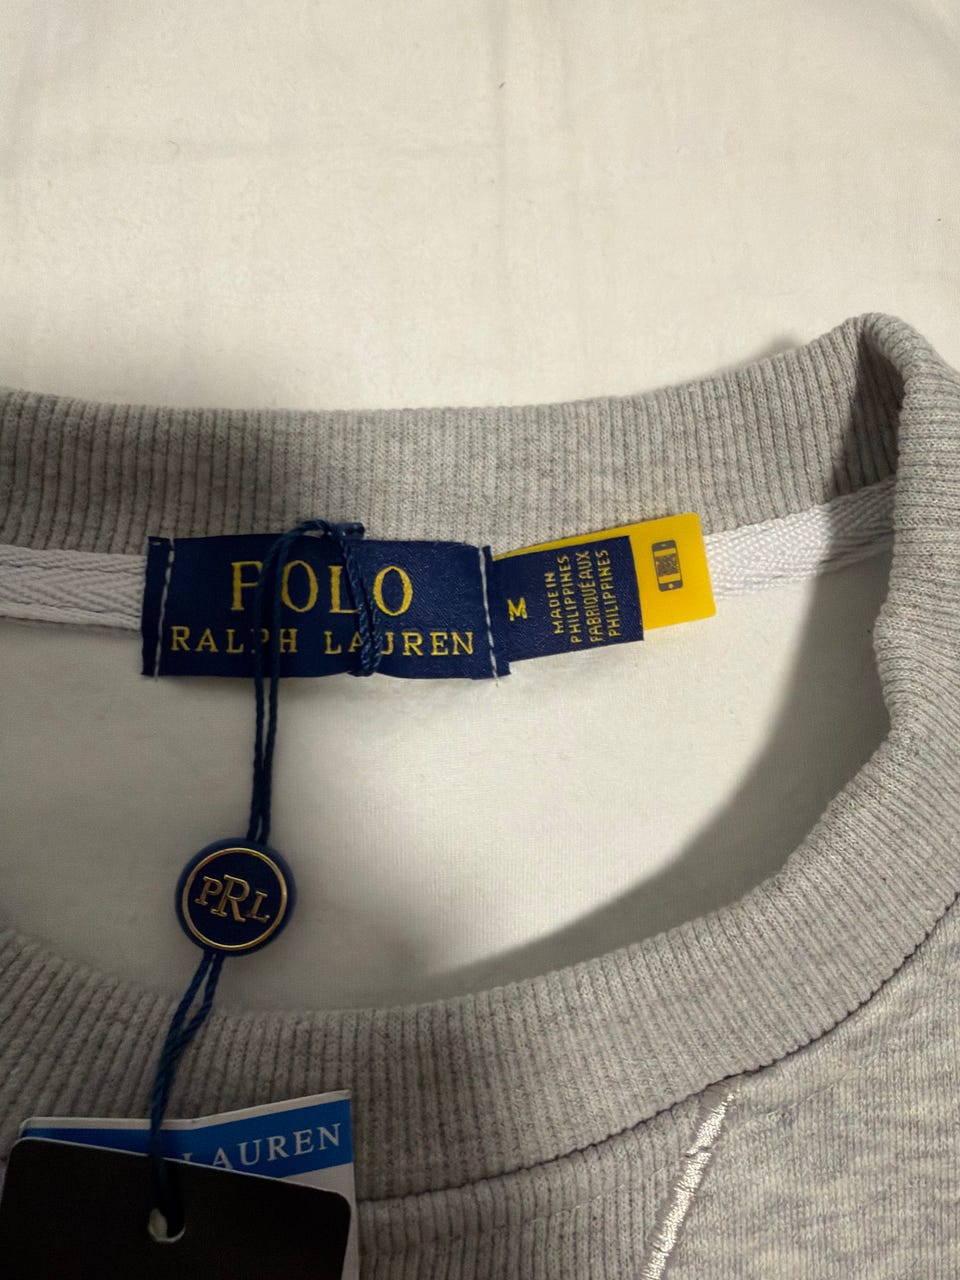 POLO
RALPH LAUREN
M
MADE IN
PHILIPPINES
FABRIQUÉ AUX
PHILIPPINES
PRL
LAUREN